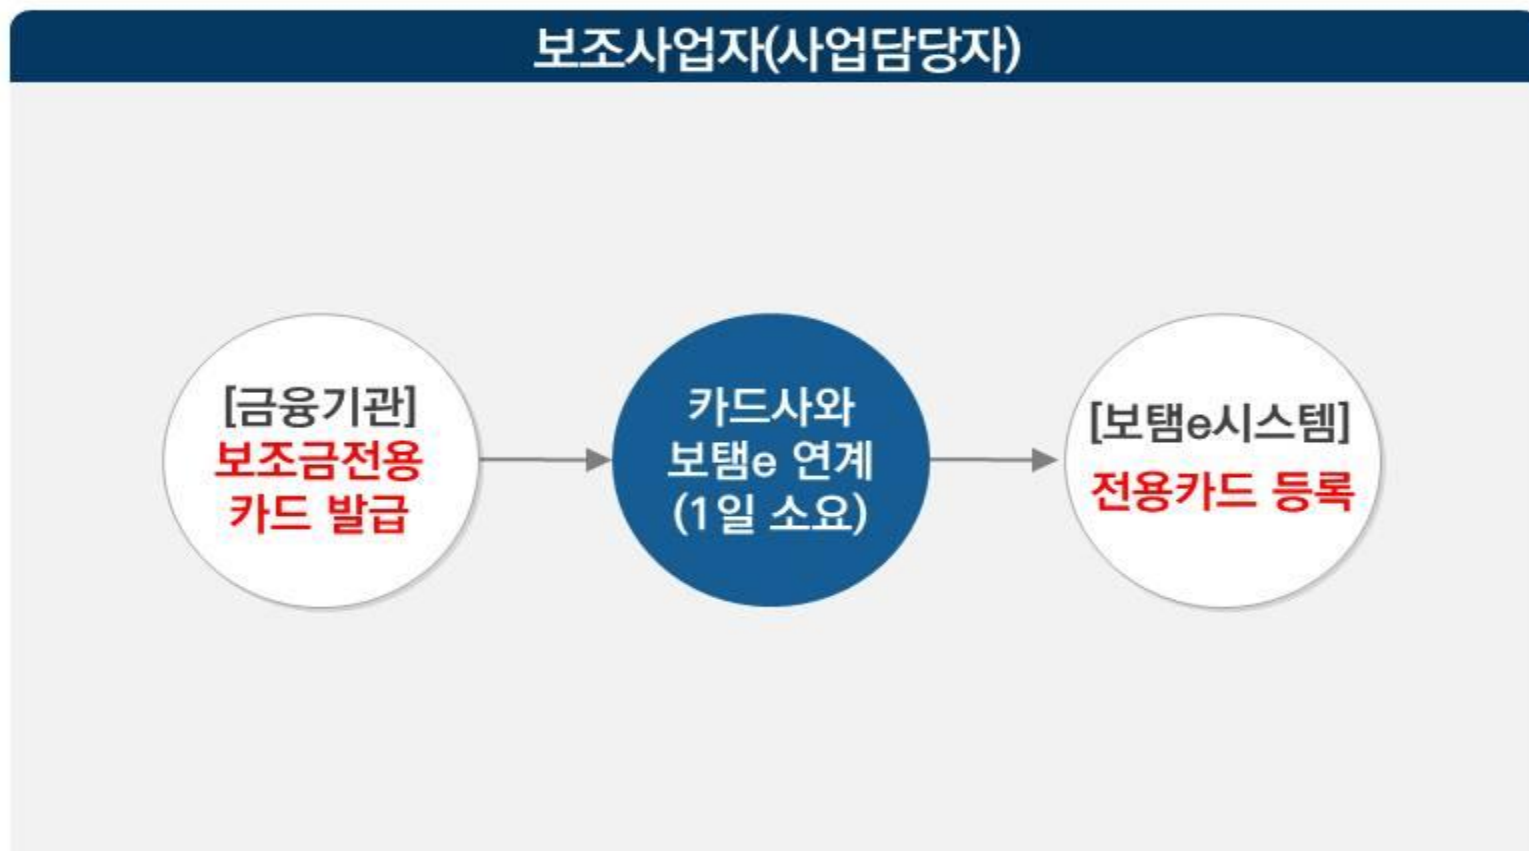 보조사업자(사업담당자)
[금융기관]
보조금전용
카드 발급
카드사와
보탬e 연계
(1일 소요)
[보탬e시스템]
전용카드 등록